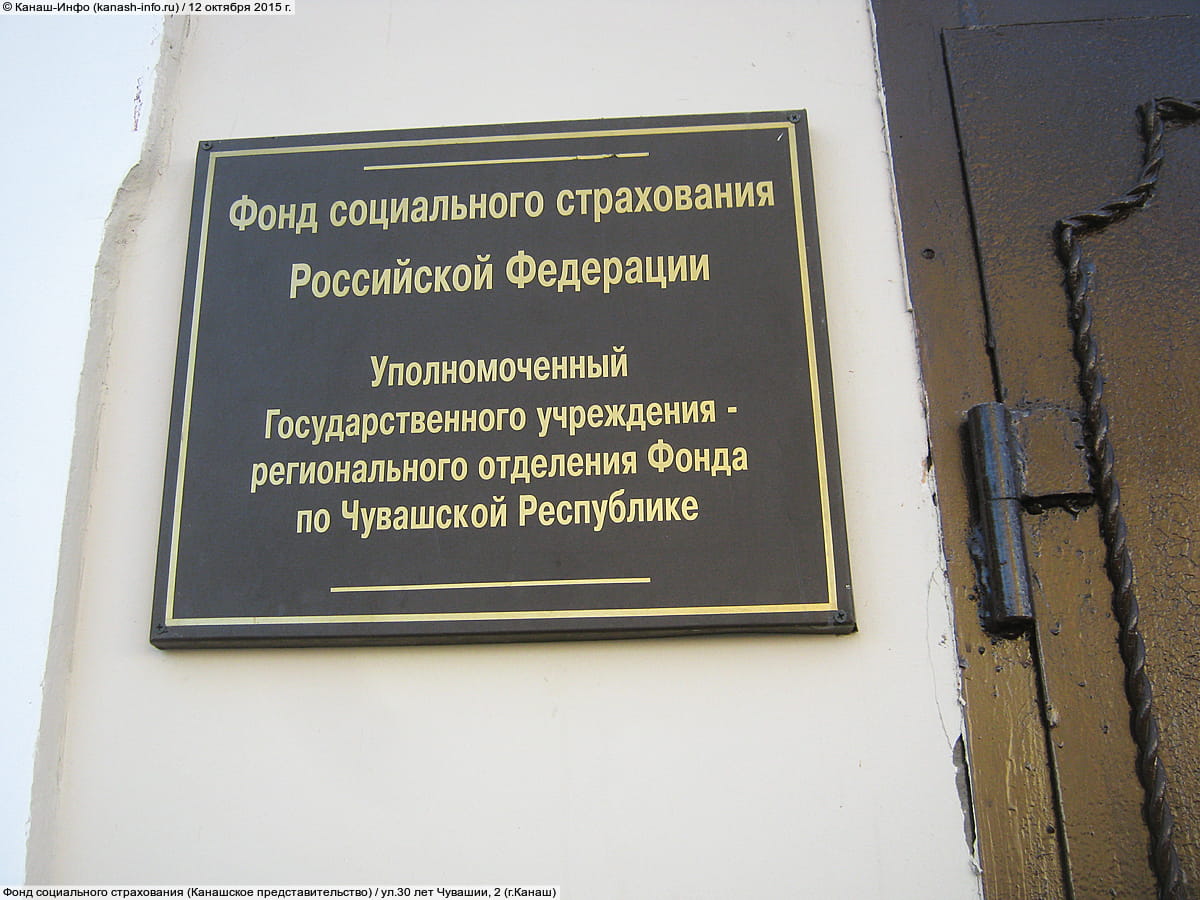 © Канаш-Инфо (kanash-info.ru) / 12 октября 2015 г.
Фонд социального страхования
Российской Федерации
Уполномоченный
Государственного учреждения -
регионального отделения Фонда
по Чувашской Республике
Фонд социального страхования (Канашское представительство) / ул.30 лет Чувашии, 2 (г.Канаш)